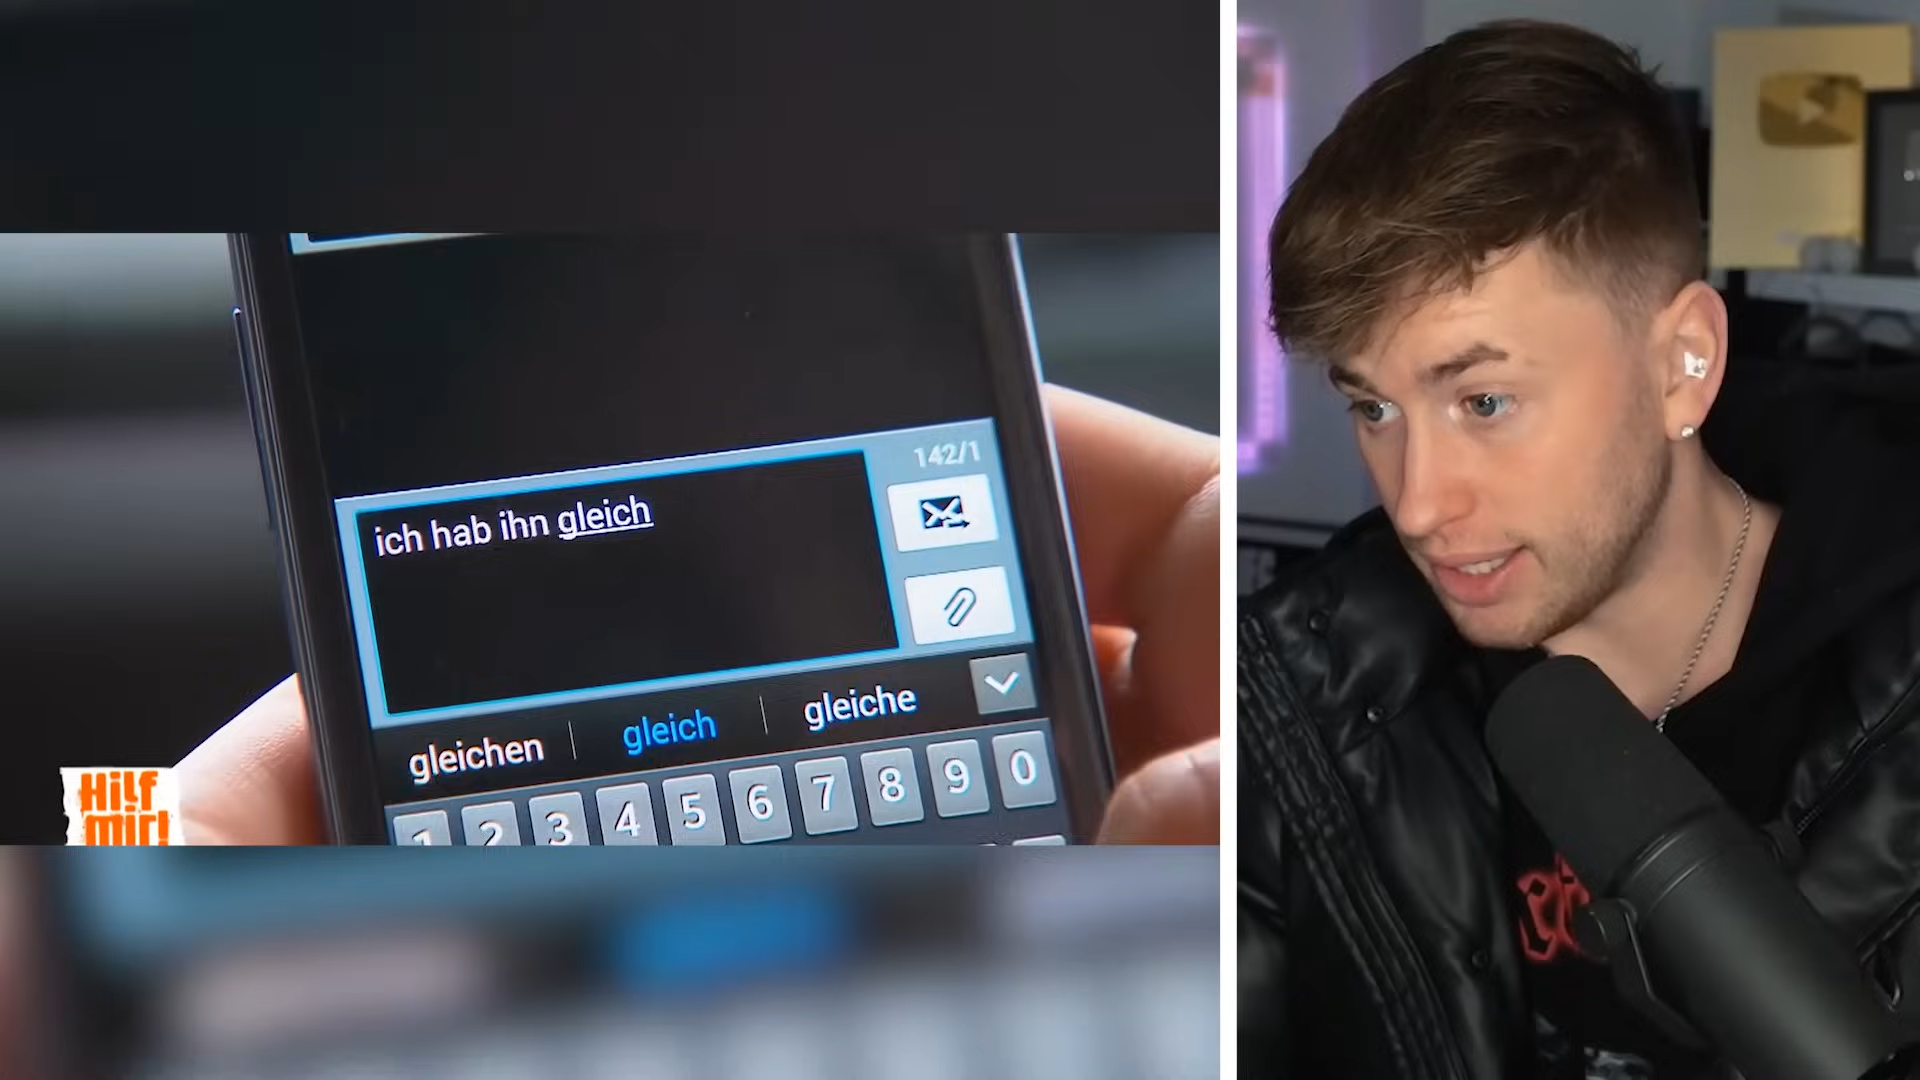 142/1
ich hab ihn gleich
gleichen gleich gleiche
1 2 3 4 5 6 7 8 9 0
Hilf
mir!